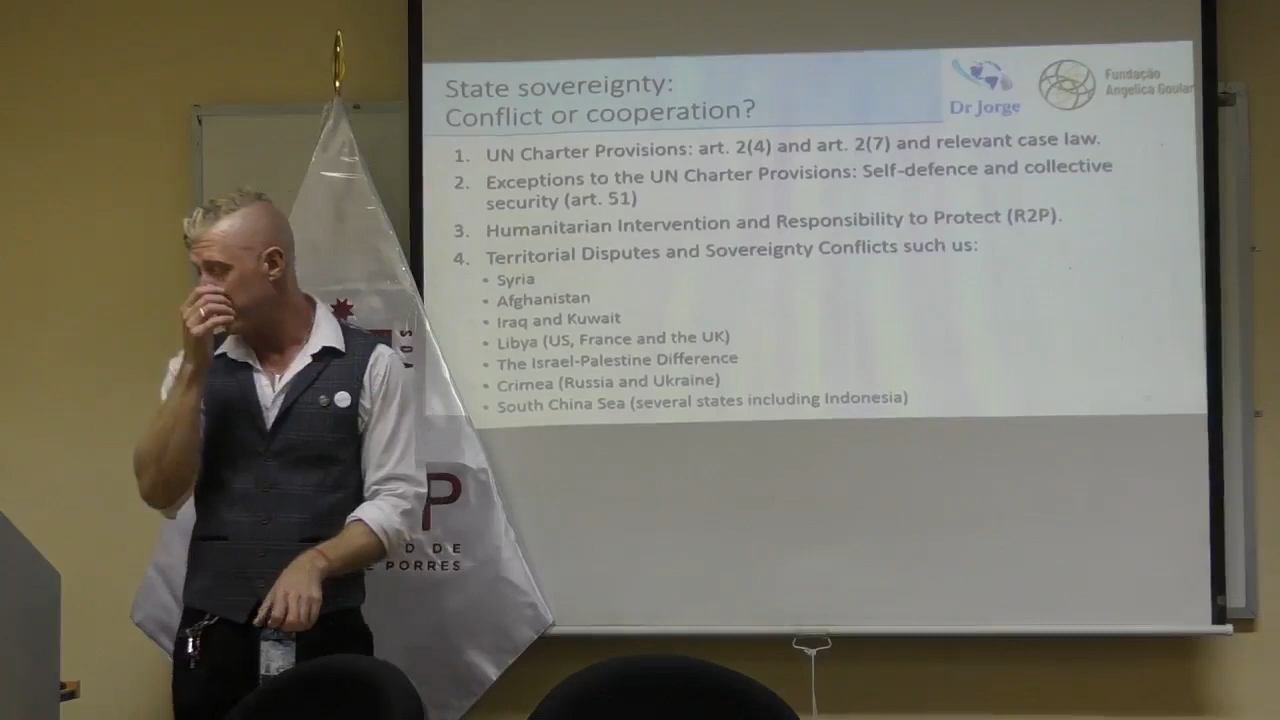 State sovereignty:
Conflict or cooperation?
Dr Jorge
Fundação
Angelica Goular
1. UN Charter Provisions: art. 2(4) and art. 2(7) and relevant case law.
2. Exceptions to the UN Charter Provisions: Self-defence and collective
security (art. 51)
3. Humanitarian Intervention and Responsibility to Protect (R2P).
4. Territorial Disputes and Sovereignty Conflicts such us:
• Syria
• Afghanistan
• Iraq and Kuwait
• Libya (US, France and the UK)
• The Israel-Palestine Difference
• Crimea (Russia and Ukraine)
• South China Sea (several states including Indonesia)
P
D DE
PORRES